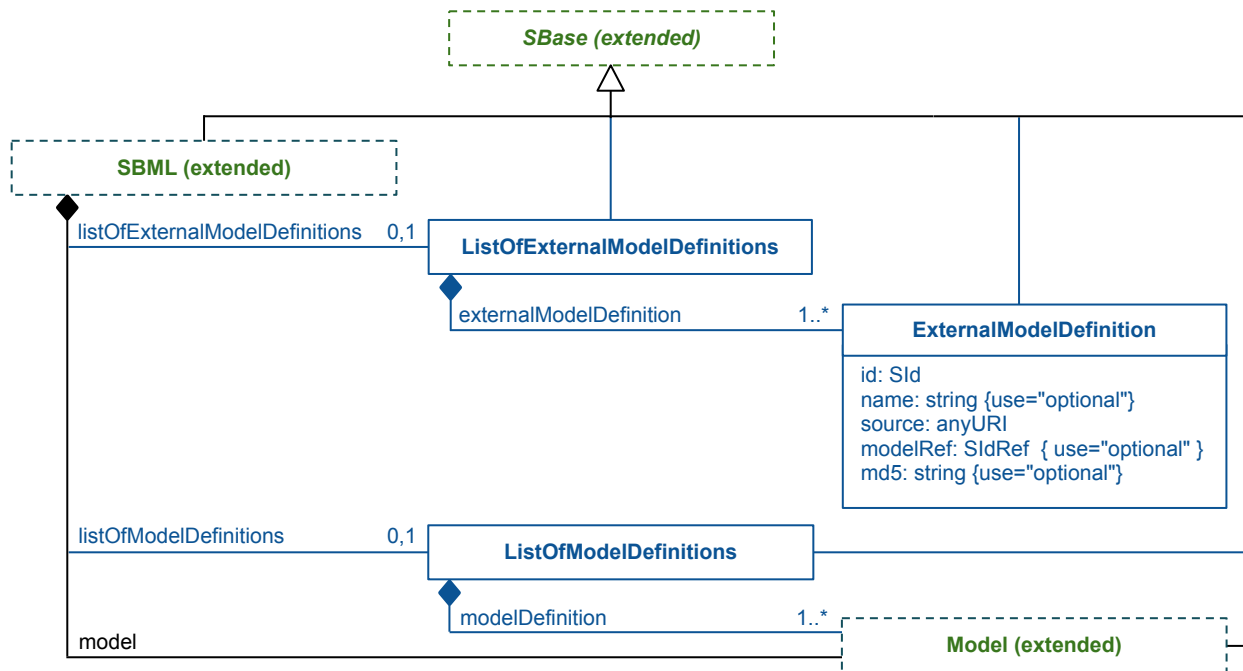 SBase (extended)
SBML (extended)
listOfExternalModelDefinitions 0,1
ListOfExternalModelDefinitions
externalModelDefinition 1..*
ExternalModelDefinition
id: SId
name: string {use="optional"}
source: anyURI
modelRef: SIdRef { use="optional" }
md5: string {use="optional"}
listOfModelDefinitions 0,1
ListOfModelDefinitions
modelDefinition 1..*
model
Model (extended)